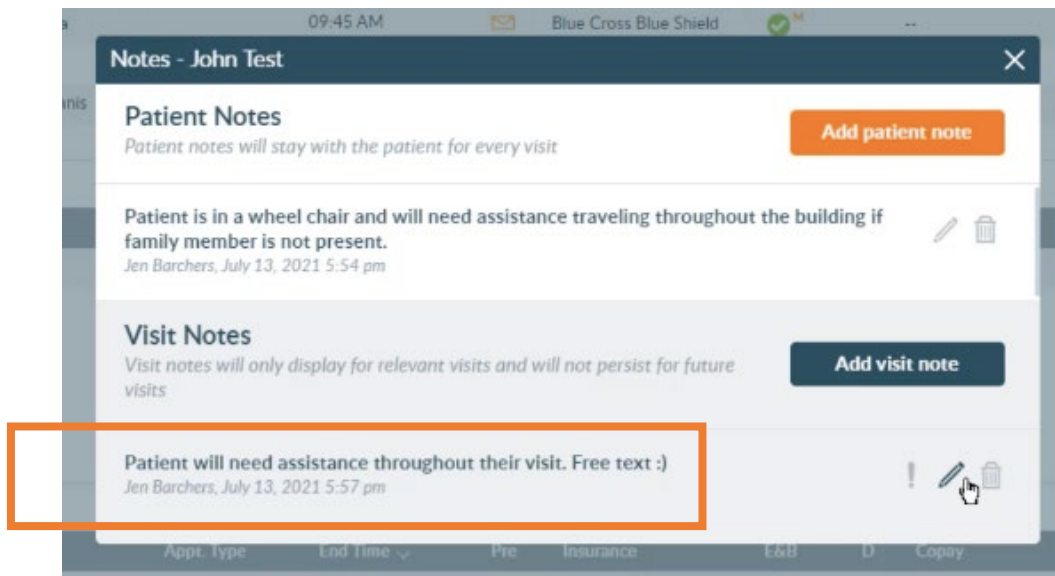 09:45 AM Blue Cross Blue Shield M --
Notes - John Test
Patient Notes
Add patient note
Patient notes will stay with the patient for every visit
Patient is in a wheel chair and will need assistance traveling throughout the building if
family member is not present.
Jen Barchers, July 13, 2021 5:54 pm
Visit Notes
Visit notes will only display for relevant visits and will not persist for future
visits
Add visit note
Patient will need assistance throughout their visit. Free text :)
Jen Barchers, July 13, 2021 5:57 pm
Appt. Type End Time Pre Insurance E&B D Copay